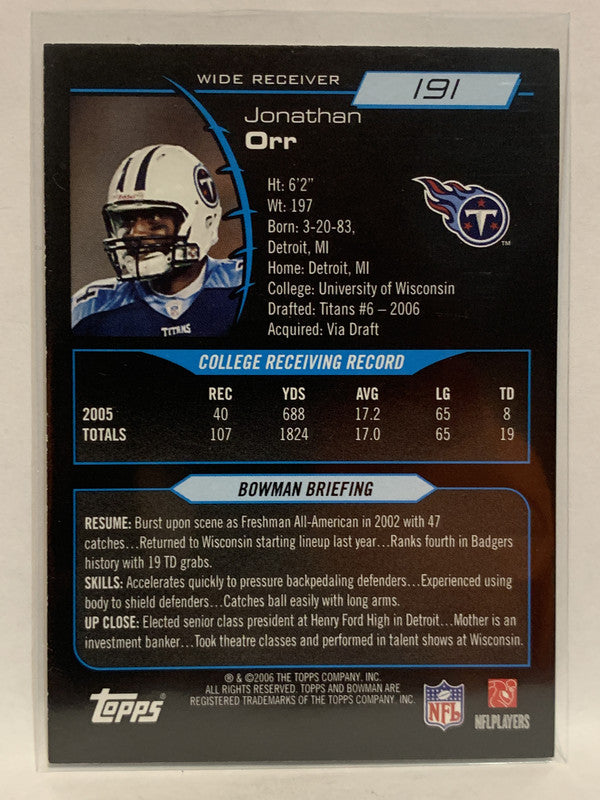 WIDE RECEIVER
191
Jonathan
Orr
Ht: 6'2"
Wt: 197
Born: 3-20-83,
Detroit, MI
Home: Detroit, MI
College: University of Wisconsin
Drafted: Titans #6 – 2006
Acquired: Via Draft
T
TM
TITANS
COLLEGE RECEIVING RECORD
REC YDS AVG LG TD
2005 40 688 17.2 65 8
TOTALS 107 1824 17.0 65 19
BOWMAN BRIEFING
RESUME: Burst upon scene as Freshman All-American in 2002 with 47
catches...Returned to Wisconsin starting lineup last year...Ranks fourth in Badgers
history with 19 TD grabs.
SKILLS: Accelerates quickly to pressure backpedaling defenders...Experienced using
body to shield defenders...Catches ball easily with long arms.
UP CLOSE: Elected senior class president at Henry Ford High in Detroit...Mother is an
investment banker...Took theatre classes and performed in talent shows at Wisconsin.
Topps®
® & ©2006 THE TOPPS COMPANY, INC.
ALL RIGHTS RESERVED. TOPPS AND BOWMAN ARE
REGISTERED TRADEMARKS OF THE TOPPS COMPANY, INC.
NFL
NFLPLAYERS